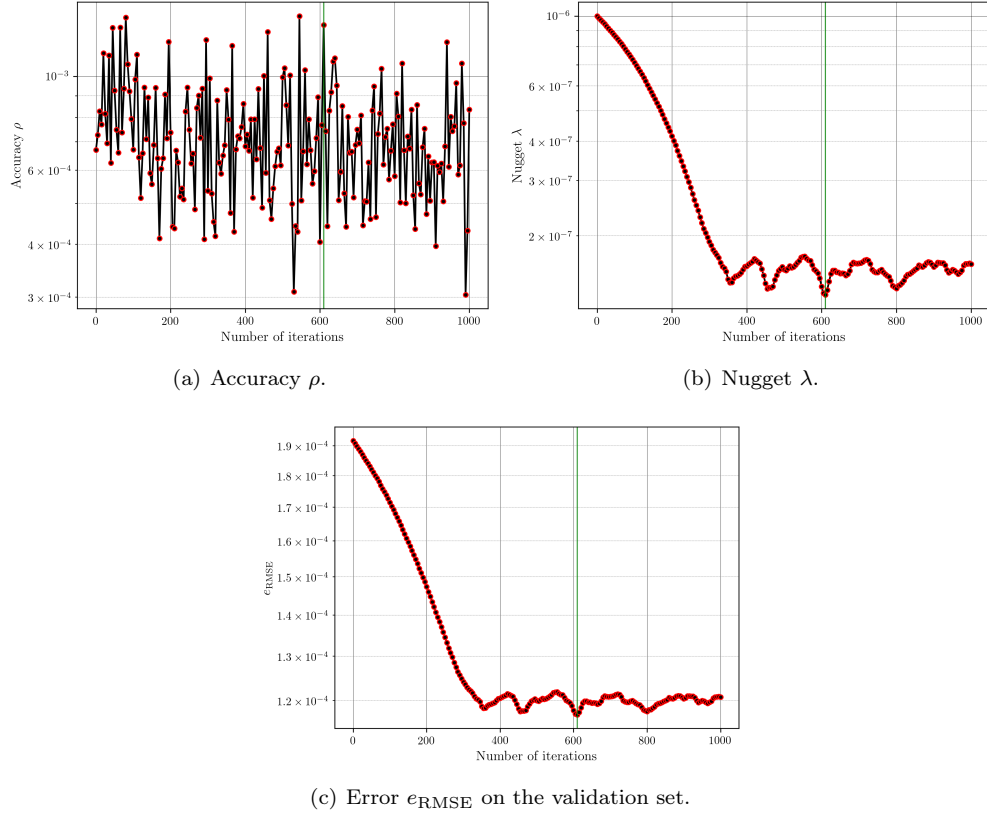 10⁻³
6 × 10⁻⁴
4 × 10⁻⁴
3 × 10⁻⁴
Accuracy ρ
0 200 400 600 800 1000
Number of iterations
(a) Accuracy ρ.
10⁻⁶
6 × 10⁻⁷
4 × 10⁻⁷
3 × 10⁻⁷
2 × 10⁻⁷
Nugget λ
0 200 400 600 800 1000
Number of iterations
(b) Nugget λ.
1.9 × 10⁻⁴
1.8 × 10⁻⁴
1.7 × 10⁻⁴
1.6 × 10⁻⁴
1.5 × 10⁻⁴
1.4 × 10⁻⁴
1.3 × 10⁻⁴
1.2 × 10⁻⁴
e_RMSE
0 200 400 600 800 1000
Number of iterations
(c) Error e_RMSE on the validation set.